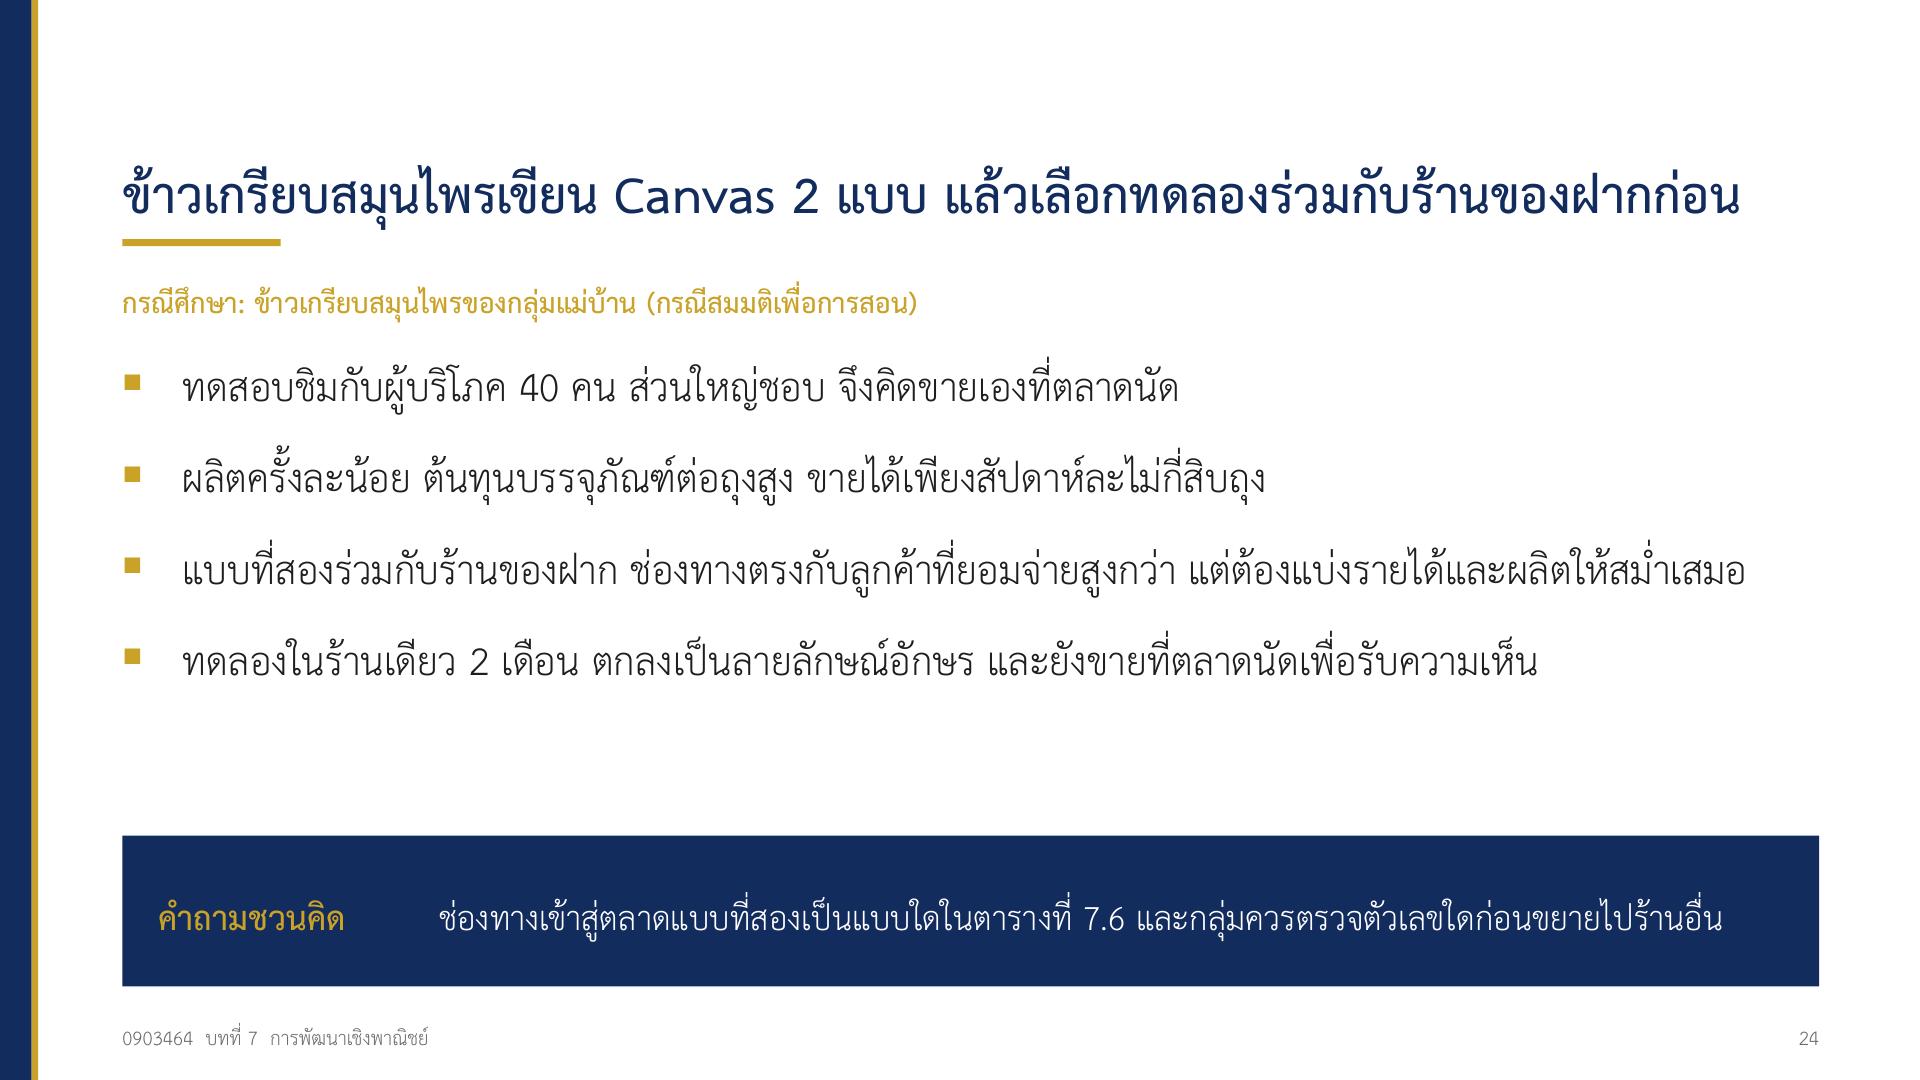 ข้าวเกรียบสมุนไพรเขียน Canvas 2 แบบ แล้วเลือกทดลองร่วมกับร้านของฝากก่อน
กรณีศึกษา: ข้าวเกรียบสมุนไพรของกลุ่มแม่บ้าน (กรณีสมมติเพื่อการสอน)
■ ทดสอบชิมกับผู้บริโภค 40 คน ส่วนใหญ่ชอบ จึงคิดขายเองที่ตลาดนัด
■ ผลิตครั้งละน้อย ต้นทุนบรรจุภัณฑ์ต่อถุงสูง ขายได้เพียงสัปดาห์ละไม่กี่สิบถุง
■ แบบที่สองร่วมกับร้านของฝาก ช่องทางตรงกับลูกค้าที่ยอมจ่ายสูงกว่า แต่ต้องแบ่งรายได้และผลิตให้สม่ำเสมอ
■ ทดลองในร้านเดียว 2 เดือน ตกลงเป็นลายลักษณ์อักษร และยังขายที่ตลาดนัดเพื่อรับความเห็น
คำถามชวนคิด ช่องทางเข้าสู่ตลาดแบบที่สองเป็นแบบใดในตารางที่ 7.6 และกลุ่มควรตรวจตัวเลขใดก่อนขยายไปร้านอื่น
0903464 บทที่ 7 การพัฒนาเชิงพาณิชย์ 24